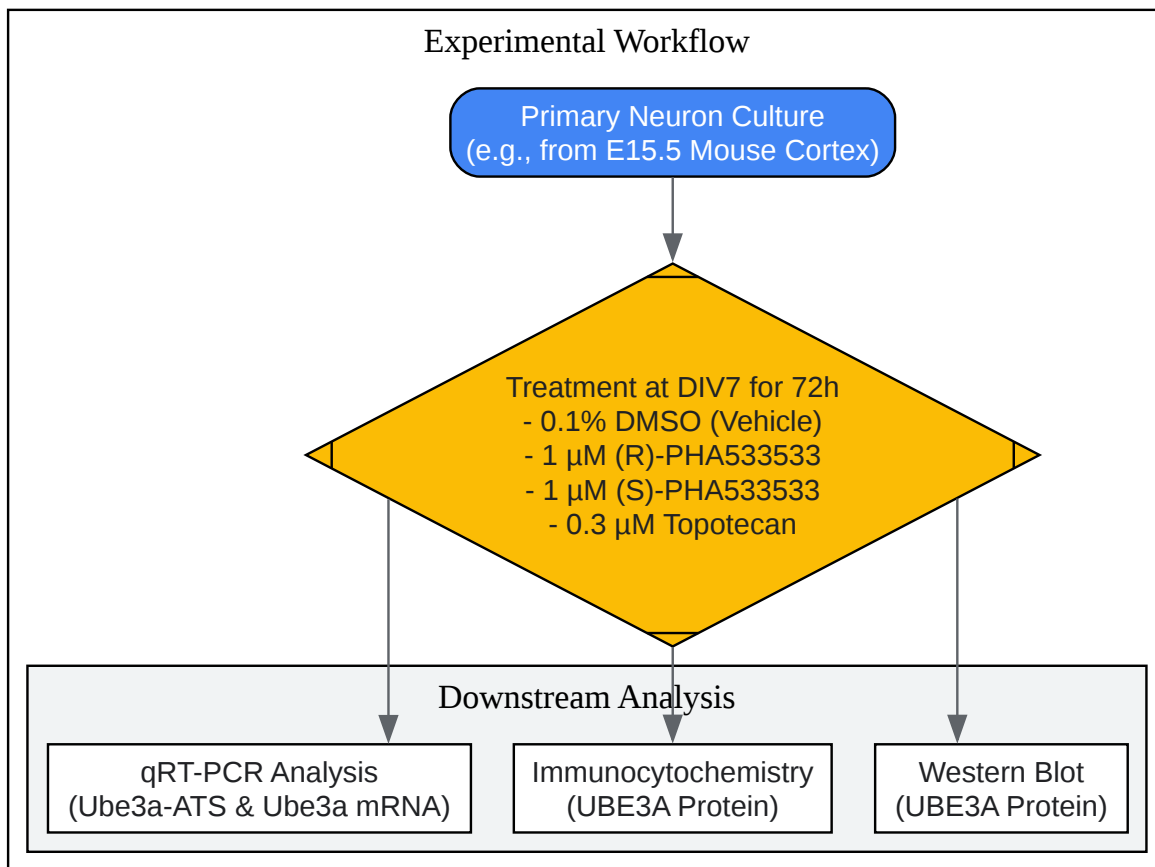 Experimental Workflow
Primary Neuron Culture
(e.g., from E15.5 Mouse Cortex)
Treatment at DIV7 for 72h
- 0.1% DMSO (Vehicle)
- 1 µM (R)-PHA533533
- 1 µM (S)-PHA533533
- 0.3 µM Topotecan
Downstream Analysis
qRT-PCR Analysis
(Ube3a-ATS & Ube3a mRNA)
Immunocytochemistry
(UBE3A Protein)
Western Blot
(UBE3A Protein)